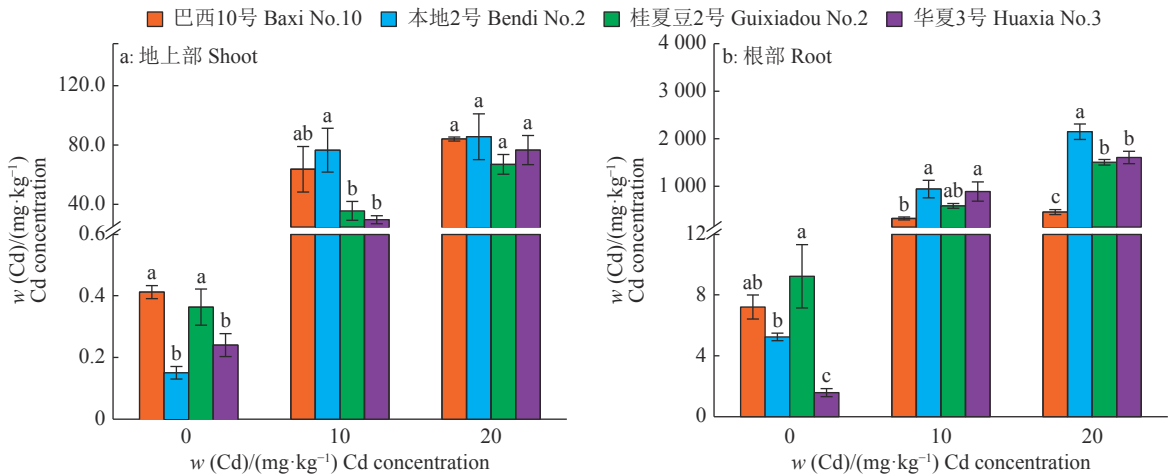 巴西10号 Baxi No.10 本地2号 Bendi No.2 桂夏豆2号 Guixiadou No.2 华夏3号 Huaxia No.3
a: 地上部 Shoot
w (Cd)/(mg·kg⁻¹)
Cd concentration
120.0
80.0
40.0
0.6
0.4
0.2
0
a
b
a
b
ab
a
b
b
a
a
a
a
0 10 20
w (Cd)/(mg·kg⁻¹) Cd concentration
b: 根部 Root
w (Cd)/(mg·kg⁻¹)
Cd concentration
4 000
3 000
2 000
1 000
12
8
4
0
ab
b
a
c
b
a
ab
a
c
a
b
b
0 10 20
w (Cd)/(mg·kg⁻¹) Cd concentration